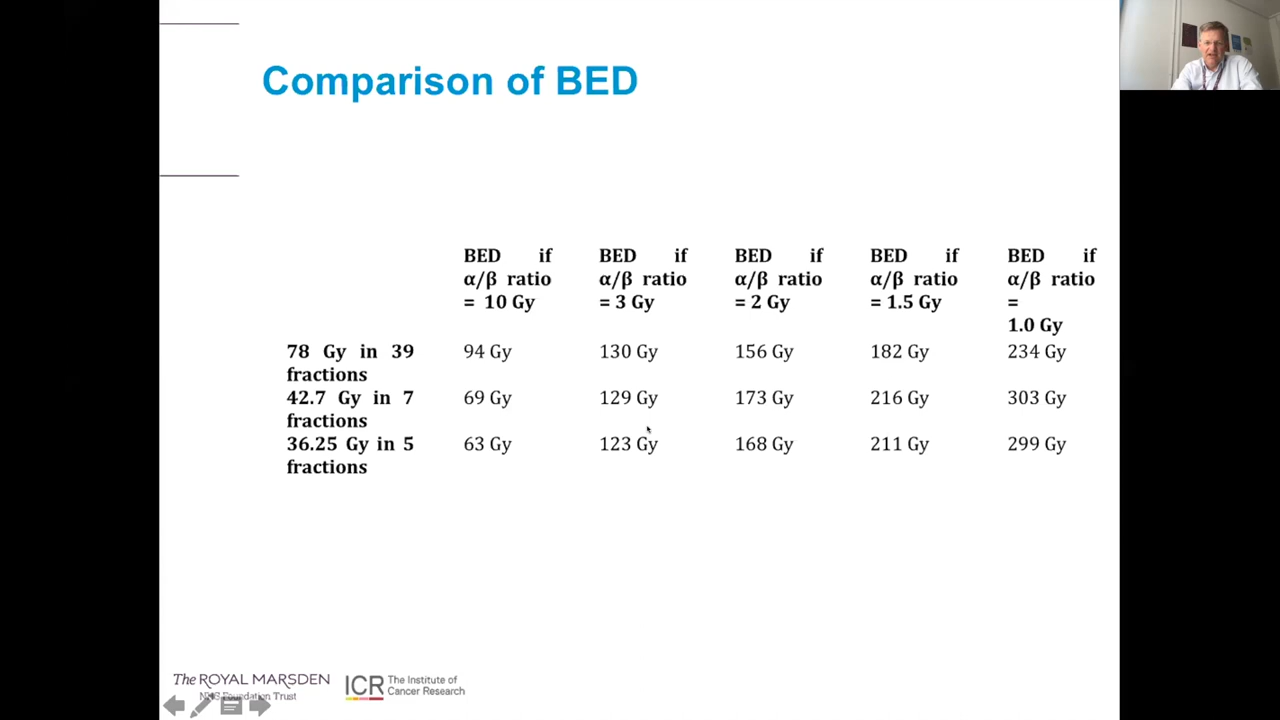 Comparison of BED
BED if α/β ratio = 10 Gy
BED if α/β ratio = 3 Gy
BED if α/β ratio = 2 Gy
BED if α/β ratio = 1.5 Gy
BED if α/β ratio = 1.0 Gy
78 Gy in 39 fractions
94 Gy
130 Gy
156 Gy
182 Gy
234 Gy
42.7 Gy in 7 fractions
69 Gy
129 Gy
173 Gy
216 Gy
303 Gy
36.25 Gy in 5 fractions
63 Gy
123 Gy
168 Gy
211 Gy
299 Gy
The ROYAL MARSDEN
NHS Foundation Trust
ICR
The Institute of
Cancer Research